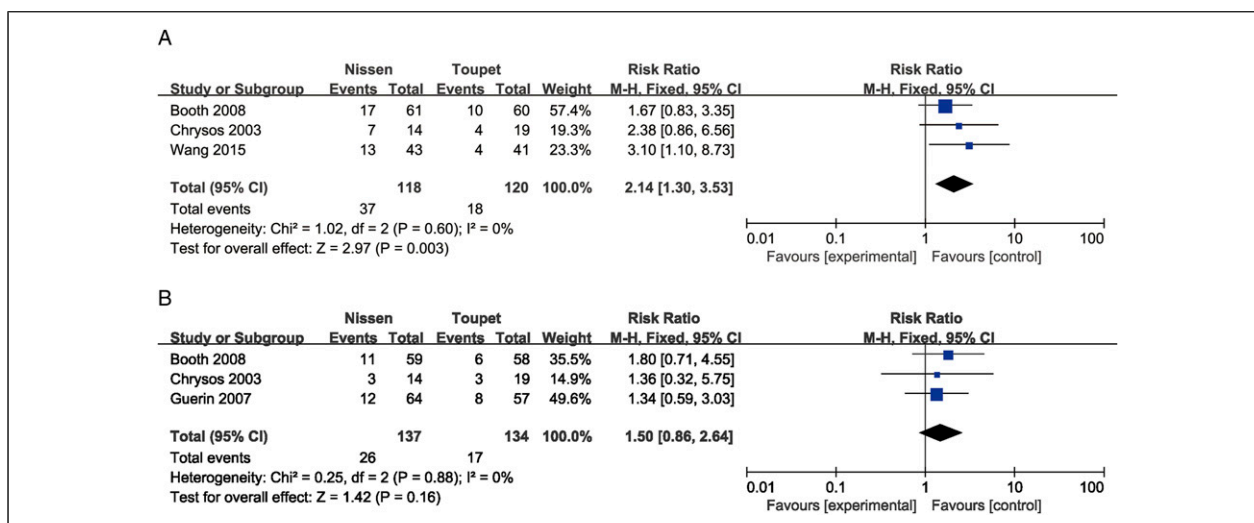 A
Nissen Toupet Risk Ratio Risk Ratio
Study or Subgroup Events Total Events Total Weight M-H, Fixed, 95% CI M-H, Fixed, 95% CI
Booth 2008 17 61 10 60 57.4% 1.67 [0.83, 3.35]
Chrysos 2003 7 14 4 19 19.3% 2.38 [0.86, 6.56]
Wang 2015 13 43 4 41 23.3% 3.10 [1.10, 8.73]
Total (95% CI) 118 120 100.0% 2.14 [1.30, 3.53]
Total events 37 18
Heterogeneity: Chi² = 1.02, df = 2 (P = 0.60); I² = 0%
Test for overall effect: Z = 2.97 (P = 0.003)
0.01 0.1 1 10 100
Favours [experimental] Favours [control]
B
Nissen Toupet Risk Ratio Risk Ratio
Study or Subgroup Events Total Events Total Weight M-H, Fixed, 95% CI M-H, Fixed, 95% CI
Booth 2008 11 59 6 58 35.5% 1.80 [0.71, 4.55]
Chrysos 2003 3 14 3 19 14.9% 1.36 [0.32, 5.75]
Guerin 2007 12 64 8 57 49.6% 1.34 [0.59, 3.03]
Total (95% CI) 137 134 100.0% 1.50 [0.86, 2.64]
Total events 26 17
Heterogeneity: Chi² = 0.25, df = 2 (P = 0.88); I² = 0%
Test for overall effect: Z = 1.42 (P = 0.16)
0.01 0.1 1 10 100
Favours [experimental] Favours [control]